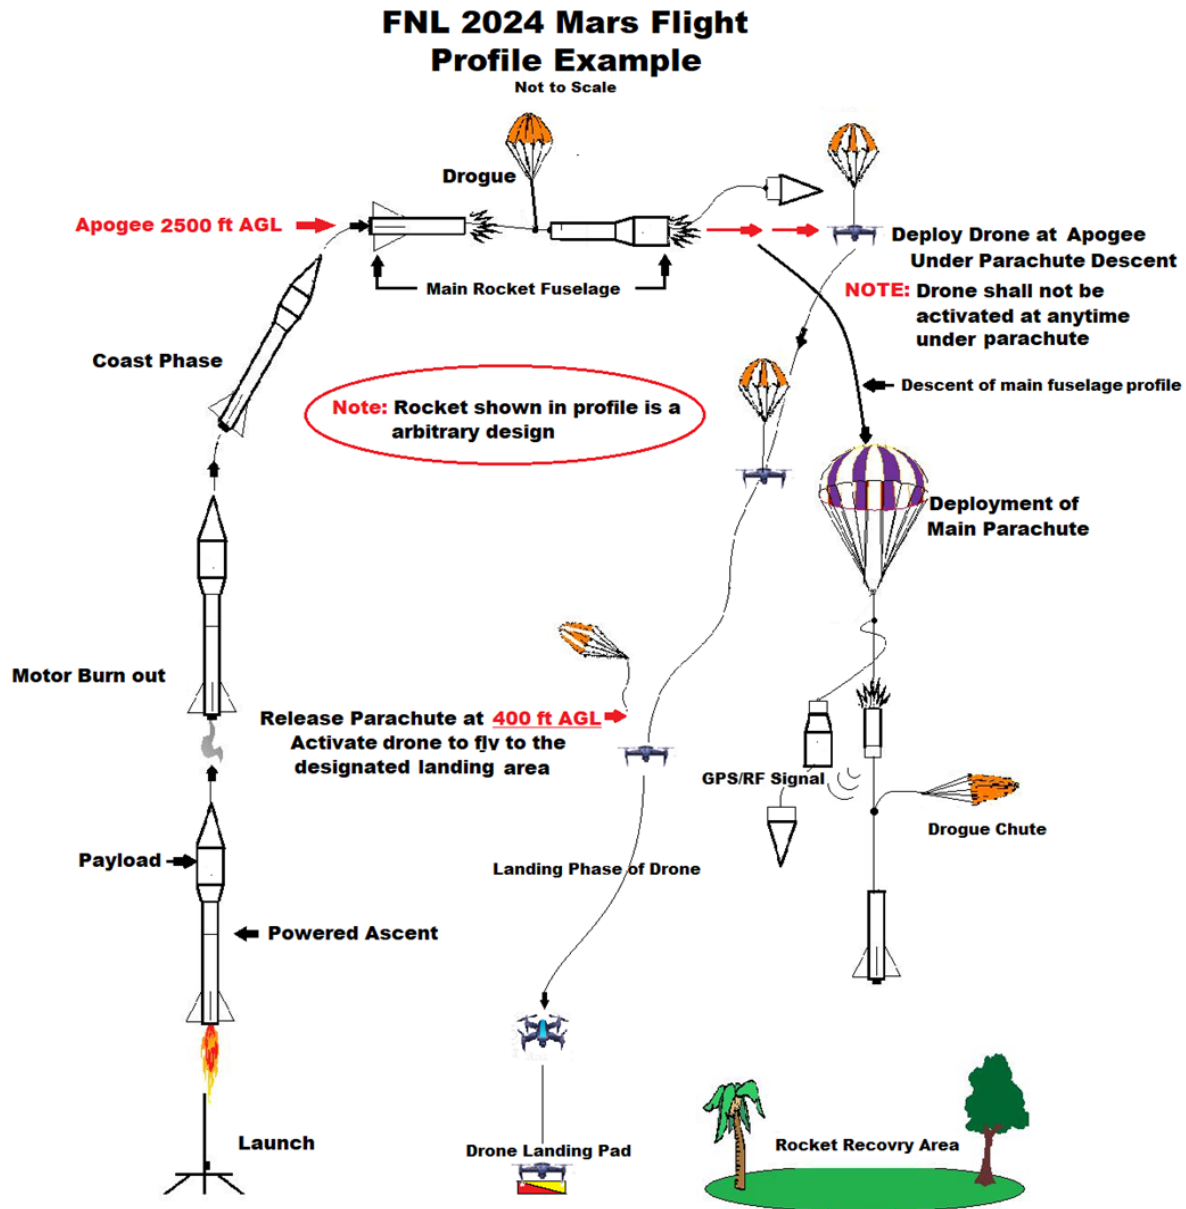 FNL 2024 Mars Flight
Profile Example
Not to Scale
Drogue
Apogee 2500 ft AGL
Main Rocket Fuselage
Deploy Drone at Apogee
Under Parachute Descent
NOTE: Drone shall not be
activated at anytime
under parachute
Coast Phase
Descent of main fuselage profile
Note: Rocket shown in profile is a
arbitrary design
Deployment of
Main Parachute
Motor Burn out
Release Parachute at 400 ft AGL
Activate drone to fly to the
designated landing area
GPS/RF Signal
Drogue Chute
Payload
Landing Phase of Drone
Powered Ascent
Launch
Drone Landing Pad
Rocket Recovry Area